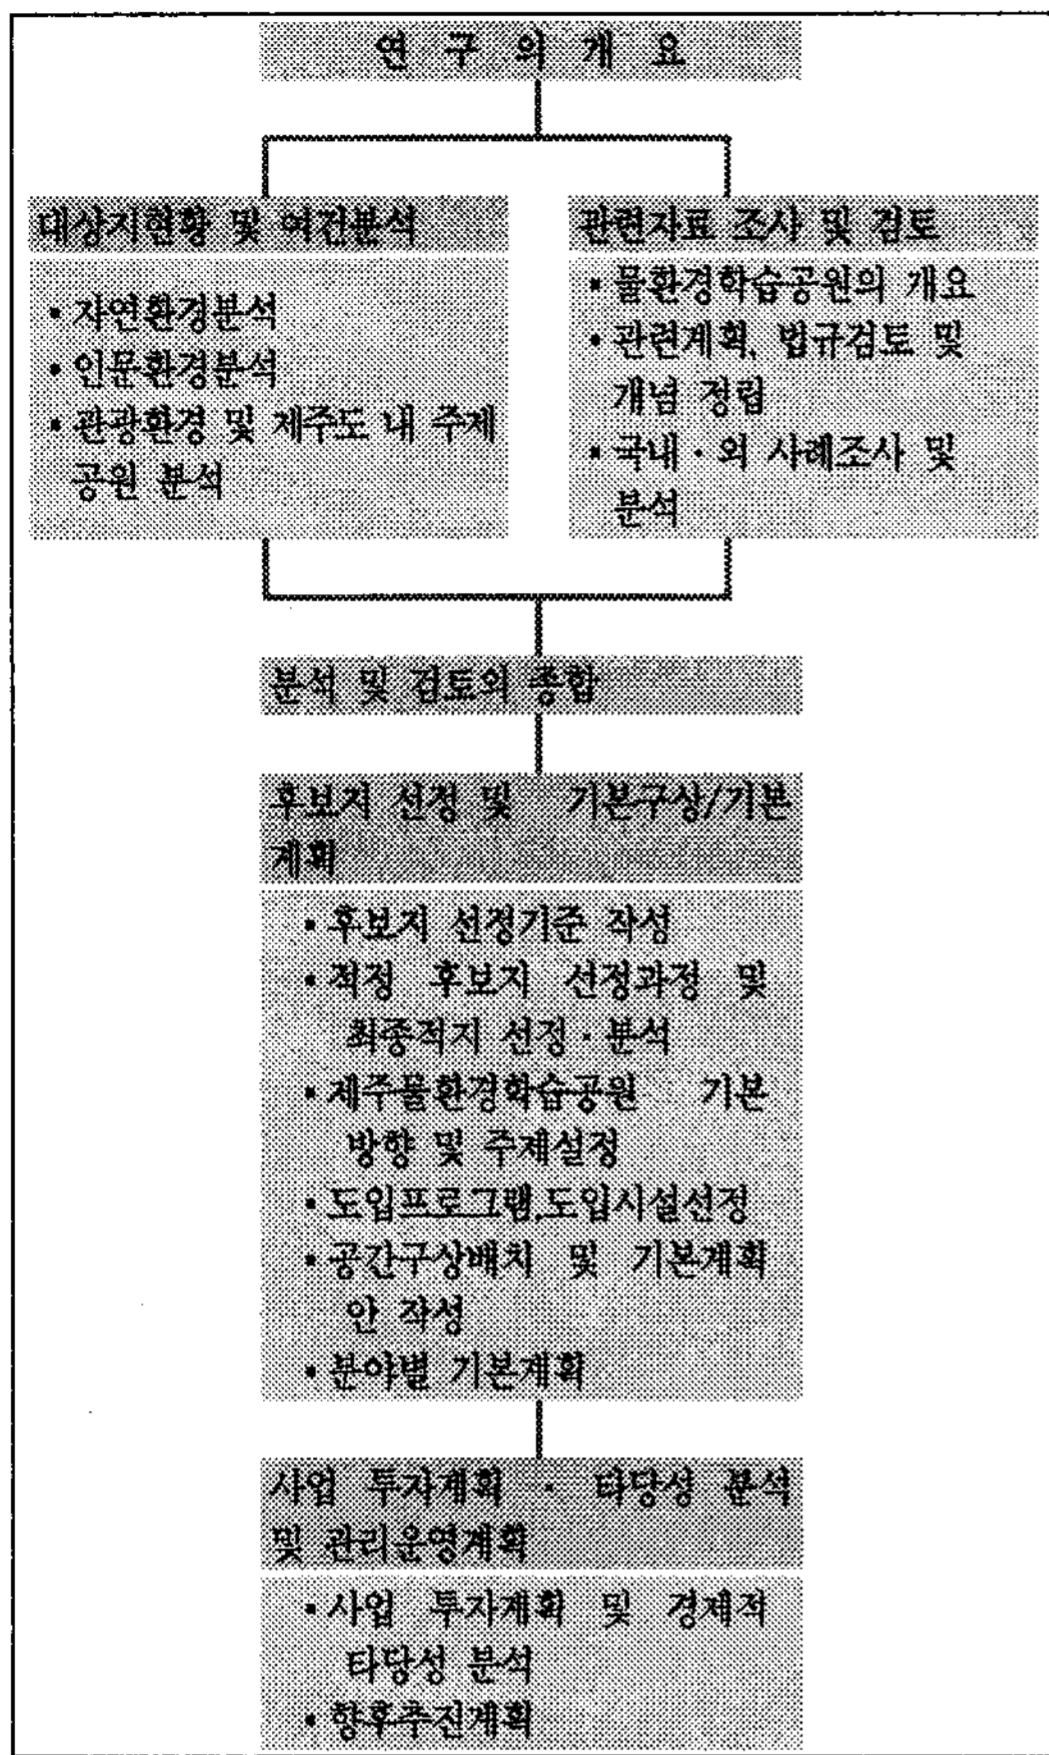 연 구 의 개 요
대상지현황 및 여건분석
▪ 자연환경분석
▪ 인문환경분석
▪ 관광환경 및 제주도 내 주제
공원 분석
관련자료 조사 및 검토
▪ 물환경학습공원의 개요
▪ 관련계획, 법규검토 및
개념 정립
▪ 국내·외 사례조사 및
분석
분석 및 검토의 종합
후보지 선정 및 기본구상/기본
계획
▪ 후보지 선정기준 작성
▪ 적정 후보지 선정과정 및
최종적지 선정·분석
▪ 제주물환경학습공원 기본
방향 및 주제설정
▪ 도입프로그램,도입시설선정
▪ 공간구상배치 및 기본계획
안 작성
▪ 분야별 기본계획
사업 투자계획 · 타당성 분석
및 관리운영계획
▪ 사업 투자계획 및 경제적
타당성 분석
▪ 향후추진계획